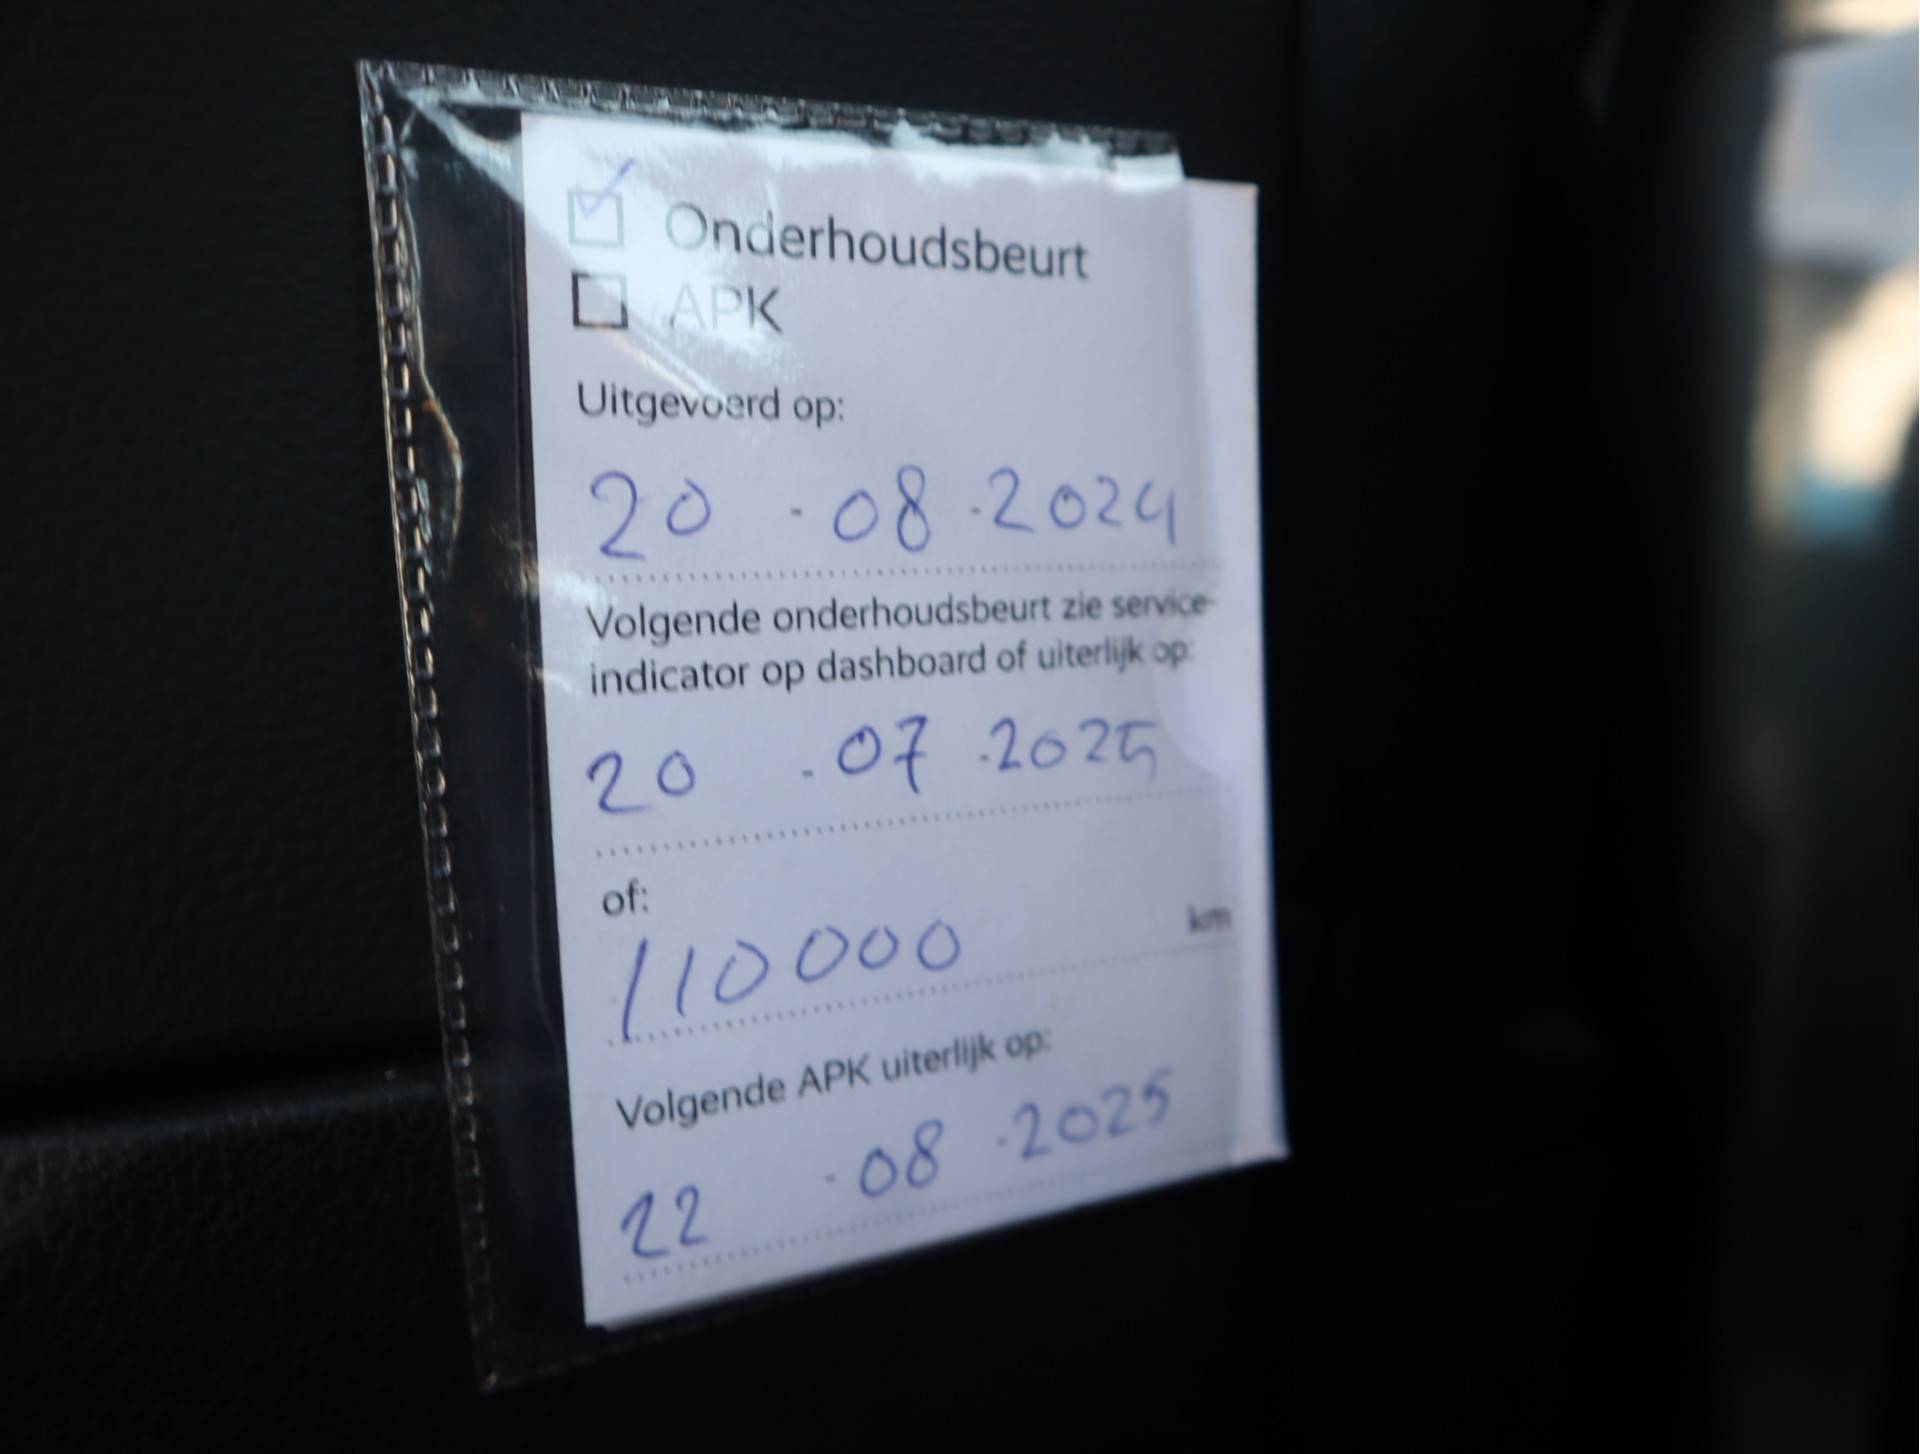 Onderhoudsbeurt
APK
Uitgevoerd op:
20 - 08 - 2024
Volgende onderhoudsbeurt zie service-
indicator op dashboard of uiterlijk op:
20 - 07 - 2025
of:
110000 km
Volgende APK uiterlijk op:
22 - 08 - 2025